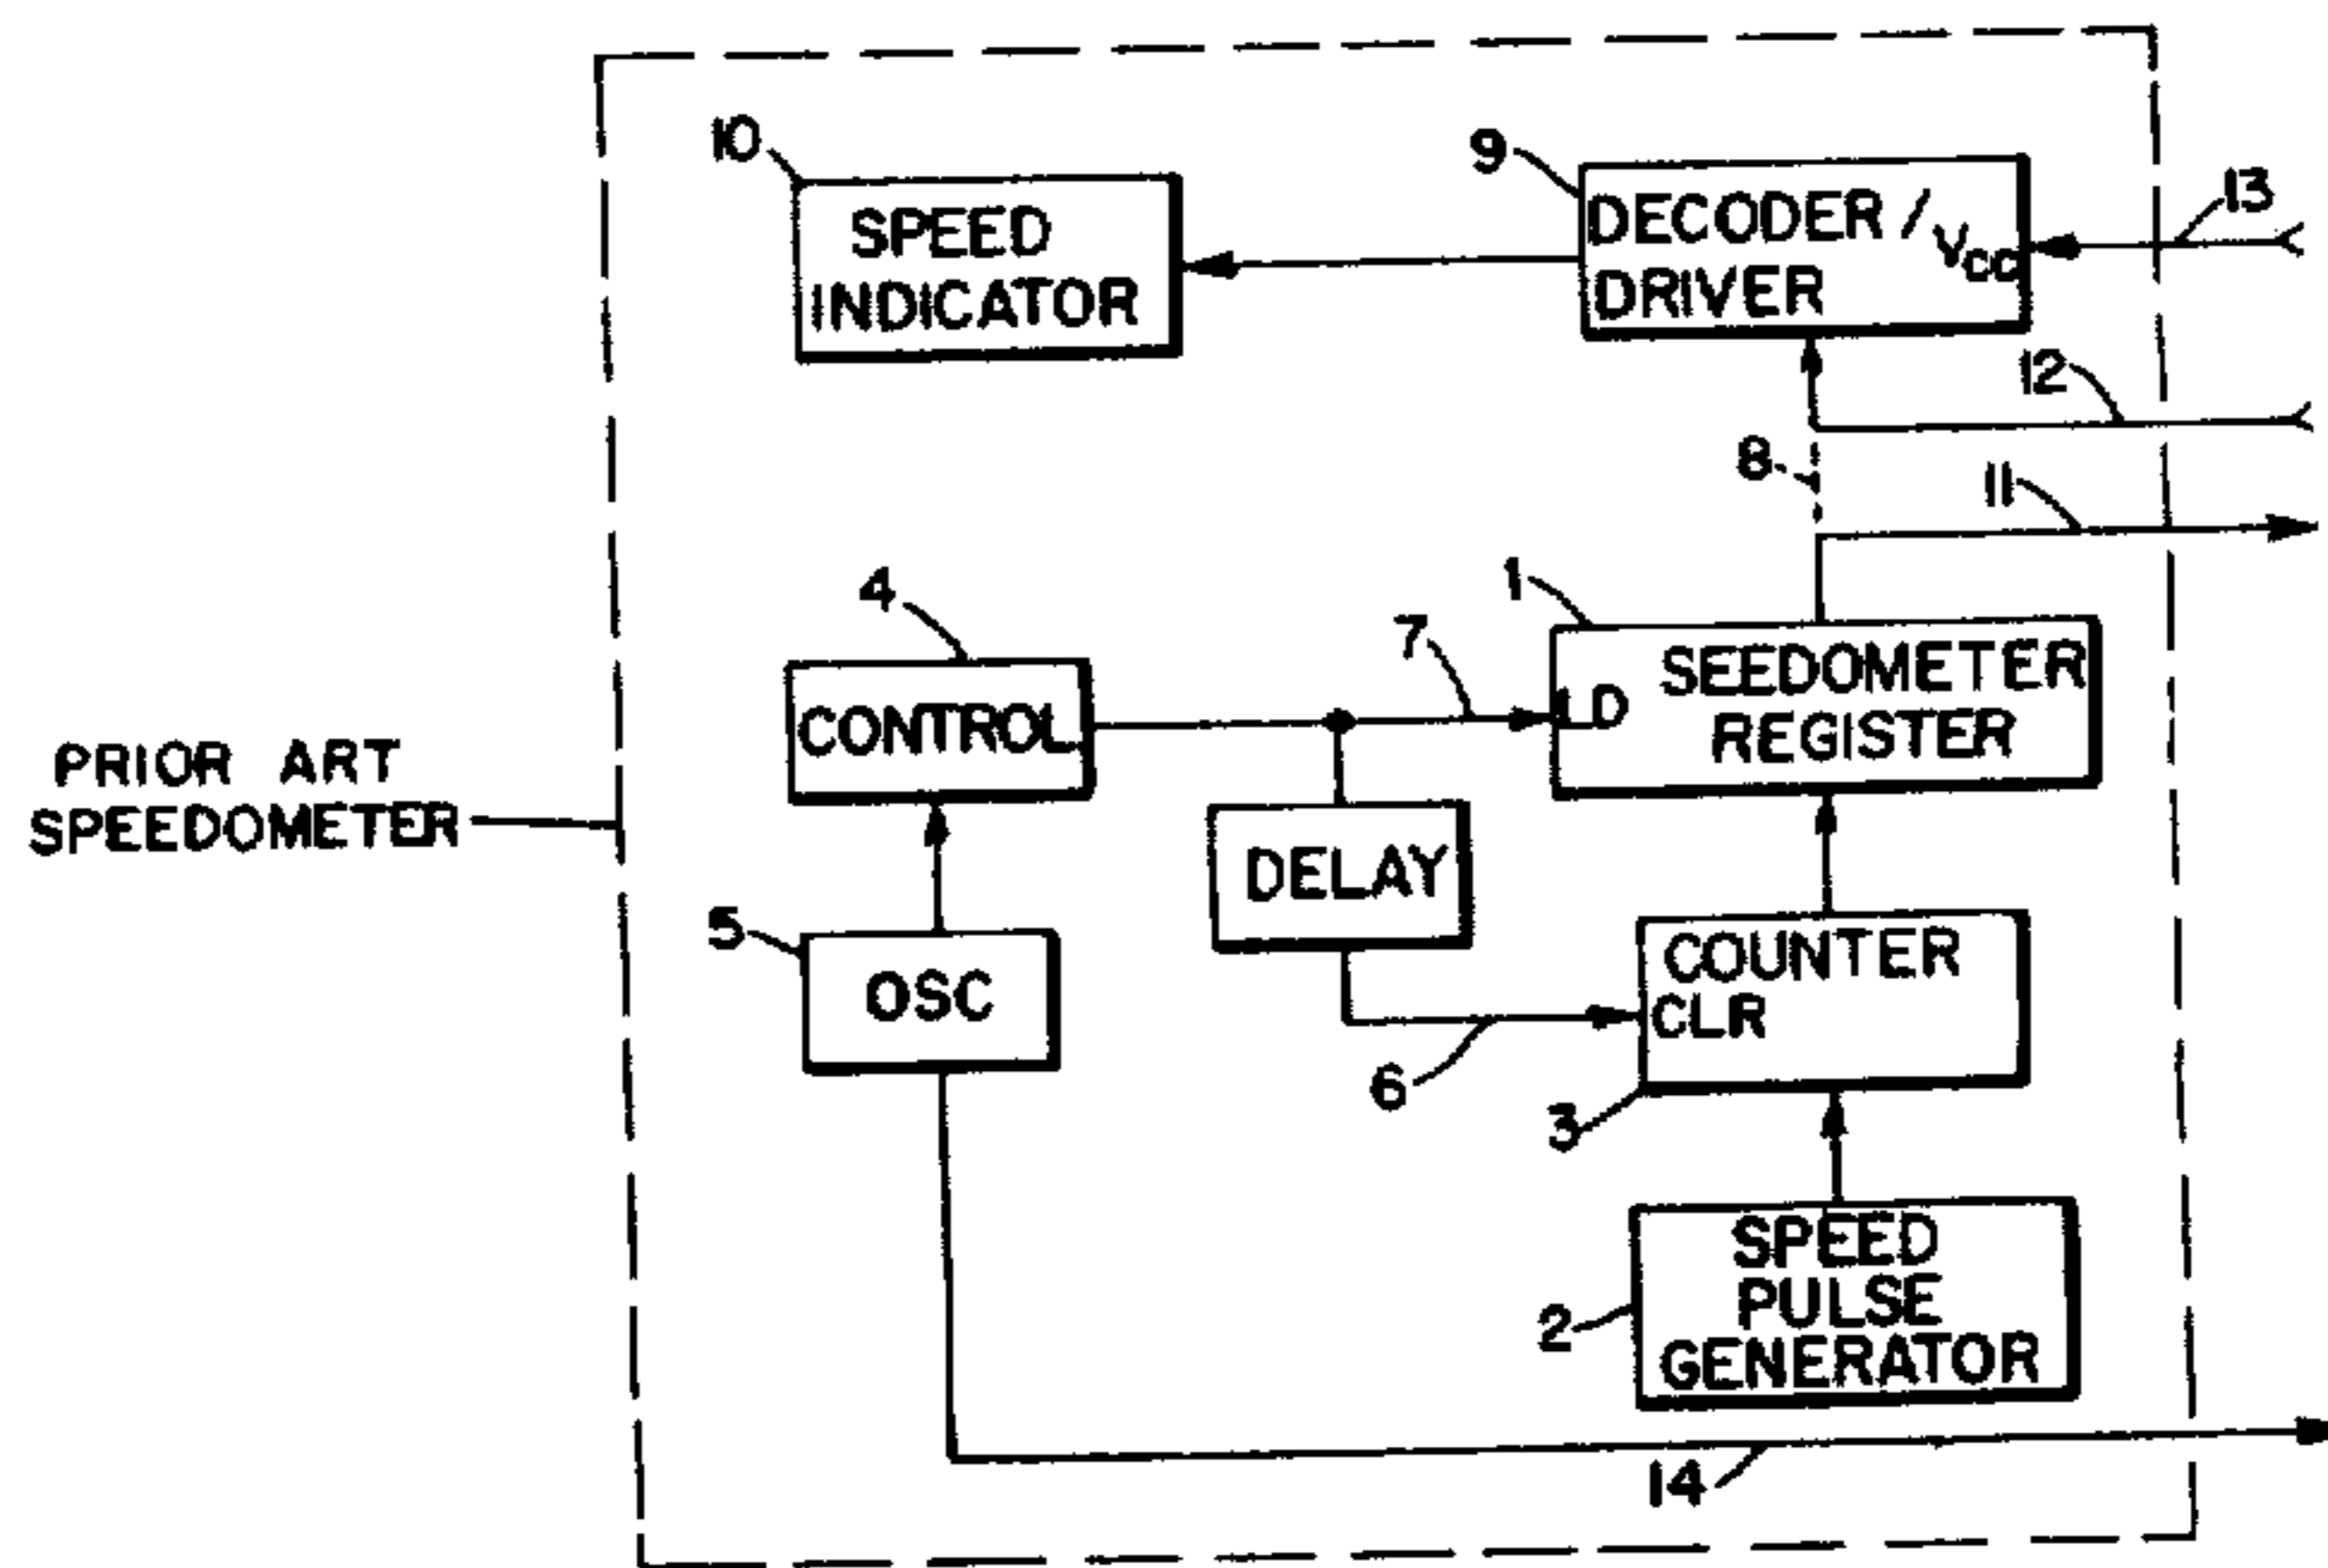 10
SPEED
INDICATOR
9
DECODER /
DRIVER
VCC
13
12
8
11
4
CONTROL
7
1
LD
SEEDOMETER
REGISTER
PRIOR ART
SPEEDOMETER
DELAY
5
OSC
6
COUNTER
CLR
3
2
SPEED
PULSE
GENERATOR
14